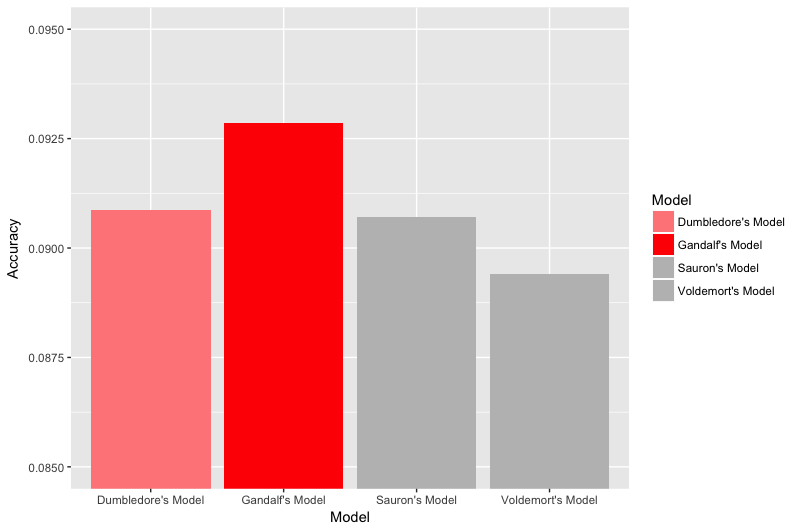 0.0950
0.0925
0.0900
0.0875
0.0850
Accuracy
Dumbledore's Model
Gandalf's Model
Sauron's Model
Voldemort's Model
Model
Model
Dumbledore's Model
Gandalf's Model
Sauron's Model
Voldemort's Model